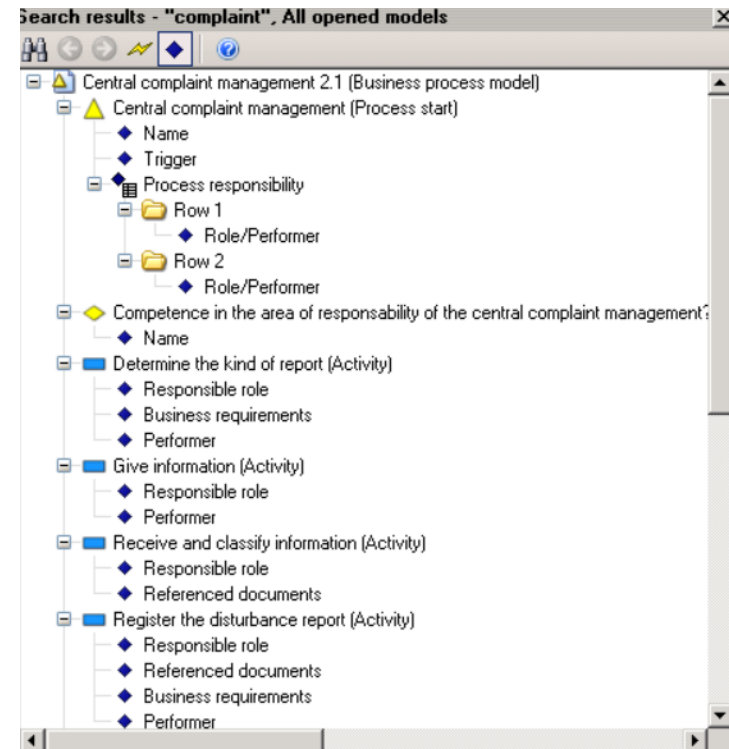 Search results - "complaint", All opened models
Central complaint management 2.1 (Business process model)
Central complaint management (Process start)
Name
Trigger
Process responsibility
Row 1
Role/Performer
Row 2
Role/Performer
Competence in the area of responsability of the central complaint management?
Name
Determine the kind of report (Activity)
Responsible role
Business requirements
Performer
Give information (Activity)
Responsible role
Performer
Receive and classify information (Activity)
Responsible role
Referenced documents
Register the disturbance report (Activity)
Responsible role
Referenced documents
Business requirements
Performer